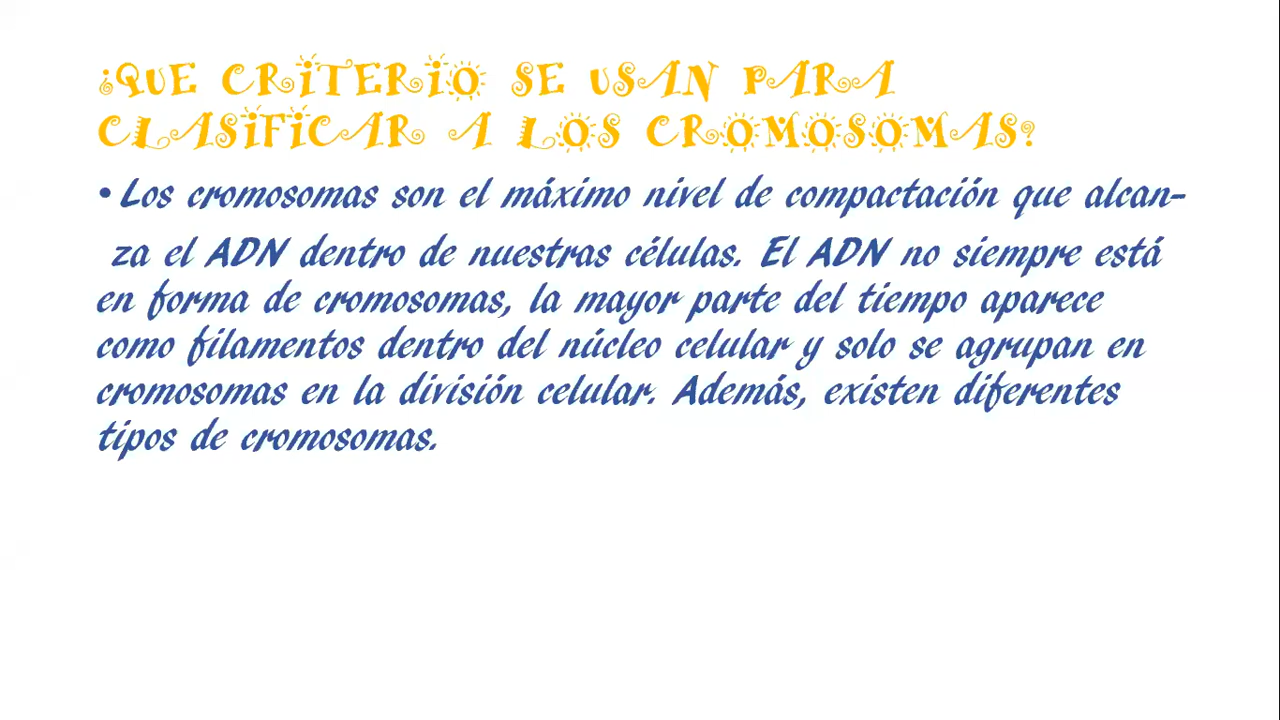 ¿QUE CRITERIO SE USAN PARA
CLASIFICAR A LOS CROMOSOMAS?
• Los cromosomas son el máximo nivel de compactación que alcan-
za el ADN dentro de nuestras células. El ADN no siempre está
en forma de cromosomas, la mayor parte del tiempo aparece
como filamentos dentro del núcleo celular y solo se agrupan en
cromosomas en la división celular. Además, existen diferentes
tipos de cromosomas.